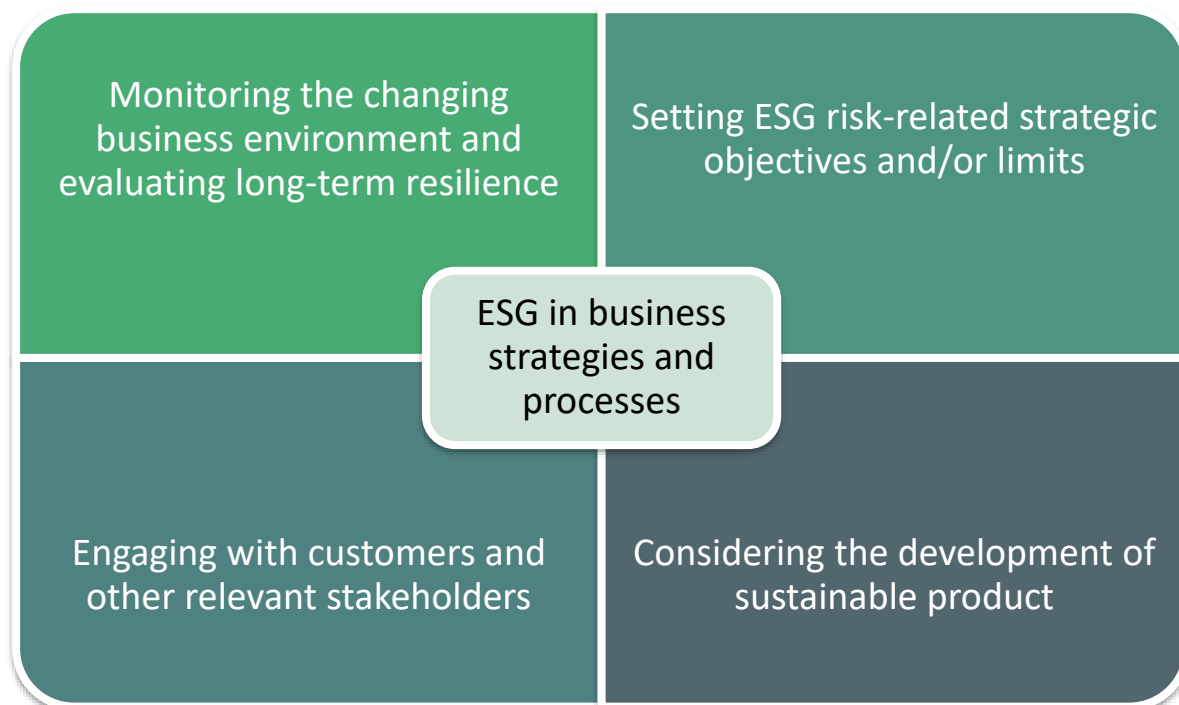 Monitoring the changing
business environment and
evaluating long-term resilience
Setting ESG risk-related strategic
objectives and/or limits
ESG in business
strategies and
processes
Engaging with customers and
other relevant stakeholders
Considering the development of
sustainable product